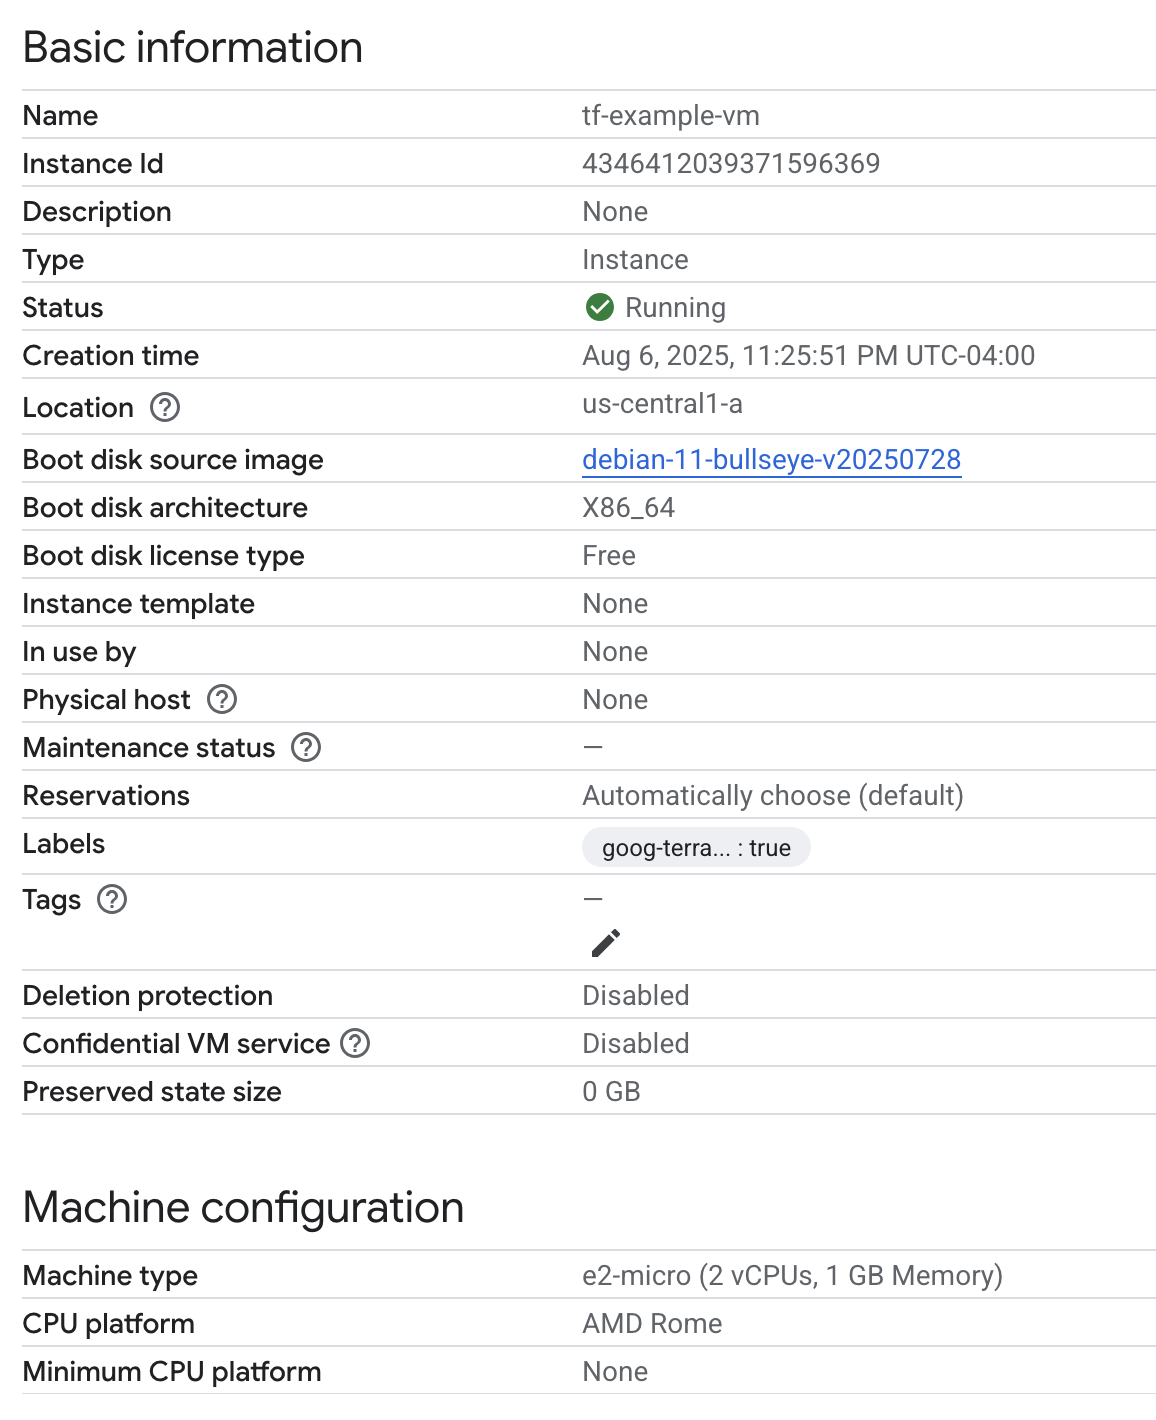 Basic information
Name tf-example-vm
Instance Id 4346412039371596369
Description None
Type Instance
Status Running
Creation time Aug 6, 2025, 11:25:51 PM UTC-04:00
Location us-central1-a
Boot disk source image debian-11-bullseye-v20250728
Boot disk architecture X86_64
Boot disk license type Free
Instance template None
In use by None
Physical host None
Maintenance status —
Reservations Automatically choose (default)
Labels goog-terra... : true
Tags —
Deletion protection Disabled
Confidential VM service Disabled
Preserved state size 0 GB
Machine configuration
Machine type e2-micro (2 vCPUs, 1 GB Memory)
CPU platform AMD Rome
Minimum CPU platform None